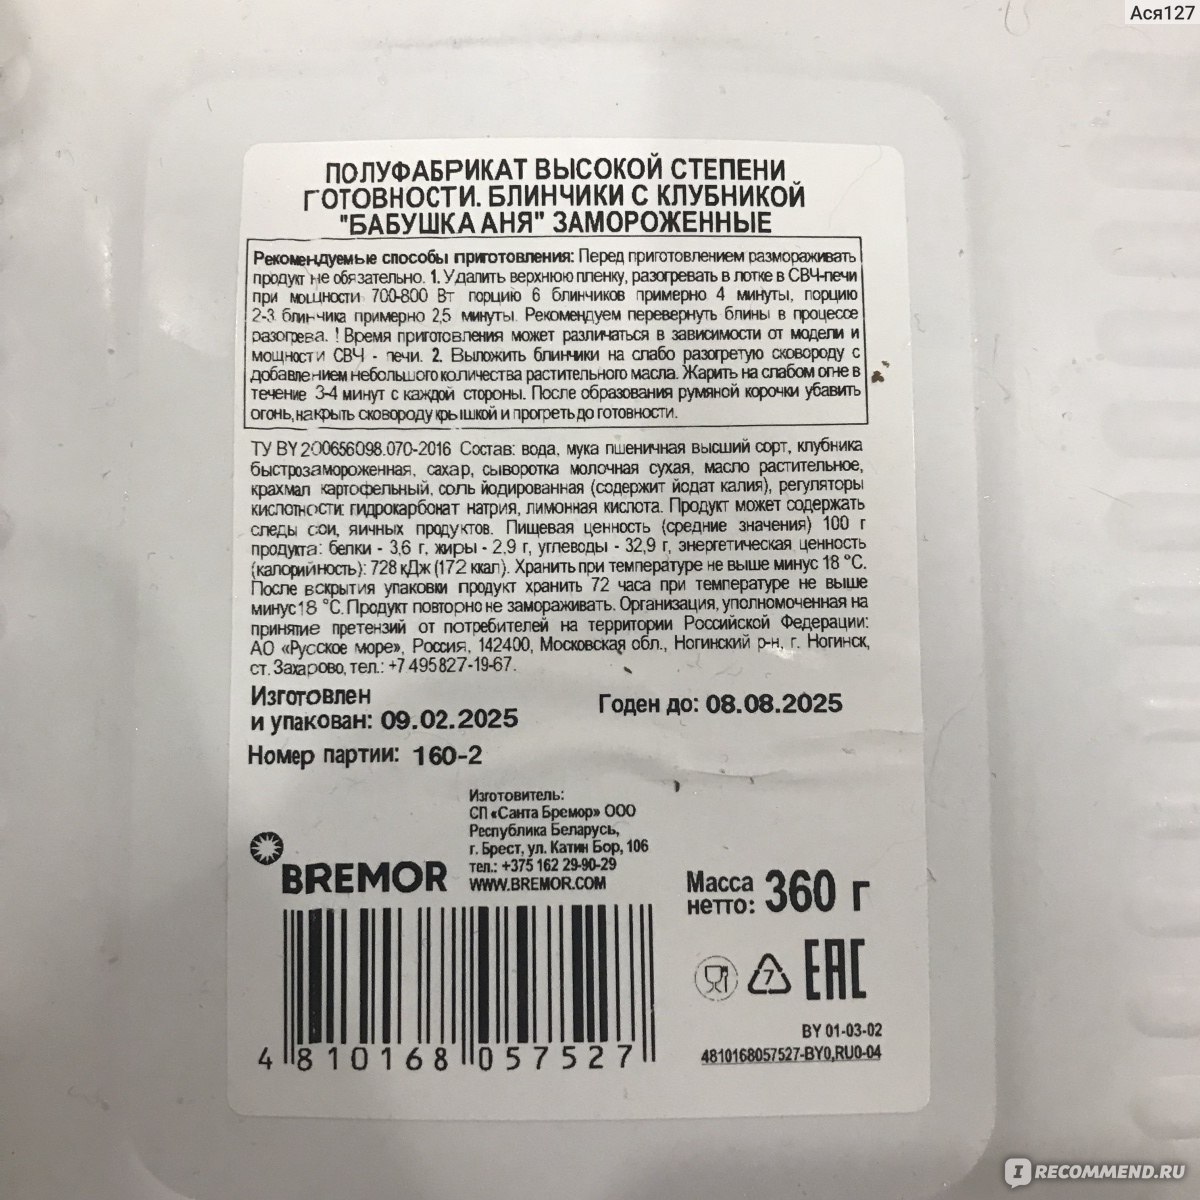 Ася127
ПОЛУФАБРИКАТ ВЫСОКОЙ СТЕПЕНИ
ГОТОВНОСТИ. БЛИНЧИКИ С КЛУБНИКОЙ
"БАБУШКА АНЯ" ЗАМОРОЖЕННЫЕ
Рекомендуемые способы приготовления: Перед приготовлением размораживать
продукт не обязательно. 1. Удалить верхнюю пленку, разогревать в лотке в СВЧ-печи
при мощности 700-800 Вт порцию 6 блинчиков примерно 4 минуты, порцию
2-3 блинчика примерно 2,5 минуты. Рекомендуем перевернуть блины в процессе
разогрева. ! Время приготовления может различаться в зависимости от модели и
мощности СВЧ - печи. 2. Выложить блинчики на слабо разогретую сковороду с
добавлением небольшого количества растительного масла. Жарить на слабом огне в
течение 3-4 минут с каждой стороны. После образования румяной корочки убавить
огонь, накрыть сковороду крышкой и прогреть до готовности.
ТУ BY 200656098.070-2016 Состав: вода, мука пшеничная высший сорт, клубника
быстрозамороженная, сахар, сыворотка молочная сухая, масло растительное,
крахмал картофельный, соль йодированная (содержит йодат калия), регуляторы
кислотности: гидрокарбонат натрия, лимонная кислота. Продукт может содержать
следы сои, яичных продуктов. Пищевая ценность (средние значения) 100 г
продукта: белки - 3,6 г, жиры - 2,9 г, углеводы - 32,9 г, энергетическая ценность
(калорийность): 728 кДж (172 ккал). Хранить при температуре не выше минус 18 °С.
После вскрытия упаковки продукт хранить 72 часа при температуре не выше
минус 18 °С. Продукт повторно не замораживать. Организация, уполномоченная на
принятие претензий от потребителей на территории Российской Федерации:
АО «Русское море», Россия, 142400, Московская обл., Ногинский р-н, г. Ногинск,
ст. Захарово, тел.: +7 495 827-19-67.
Изготовлен
и упакован: 09.02.2025
Годен до: 08.08.2025
Номер партии: 160-2
Изготовитель:
СП «Санта Бремор» ООО
Республика Беларусь,
г. Брест, ул. Катин Бор, 106
тел.: +375 162 29-90-29
WWW.BREMOR.COM
BREMOR
Масса
нетто: 360 г
7
EAC
BY 01-03-02
4810168057527-BY0,RU0-04
4 810168 057527
IRECOMMEND.RU